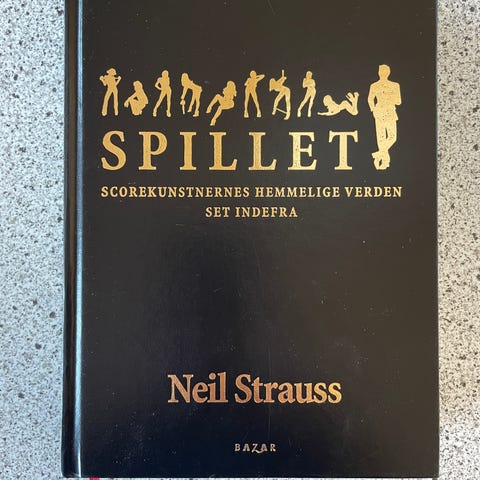 SPILLET
SCOREKUNSTNERNES HEMMELIGE VERDEN
SET INDEFRA
Neil Strauss
BAZAR